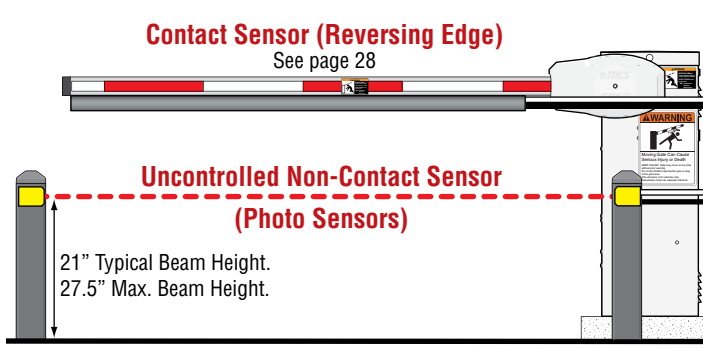 Contact Sensor (Reversing Edge)
See page 28
WARNING
Moving Gate Can Cause
Serious Injury or Death
Uncontrolled Non-Contact Sensor
(Photo Sensors)
21” Typical Beam Height.
27.5” Max. Beam Height.